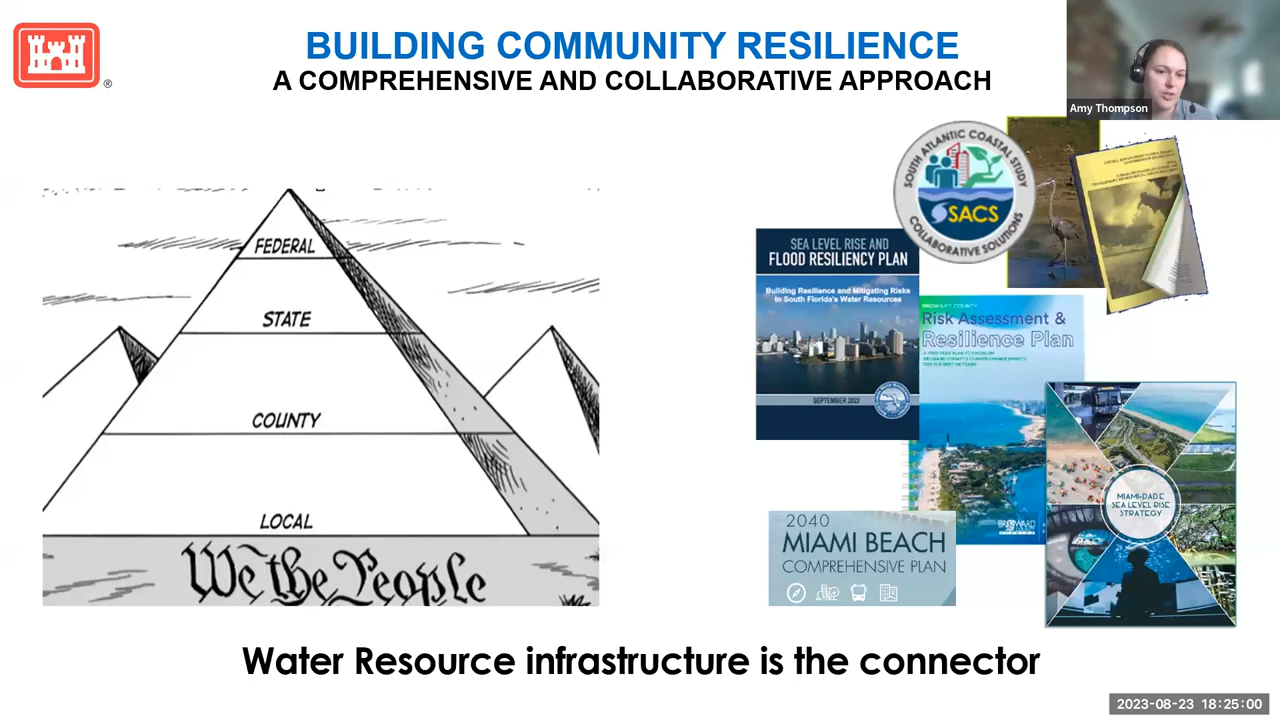 BUILDING COMMUNITY RESILIENCE
A COMPREHENSIVE AND COLLABORATIVE APPROACH
Amy Thompson
®
FEDERAL
STATE
COUNTY
LOCAL
We the People
SOUTH ATLANTIC COASTAL STUDY
SACS
COLLABORATIVE SOLUTIONS
SEA LEVEL RISE AND
FLOOD RESILIENCY PLAN
Building Resilience and Mitigating Risks
to South Florida's Water Resources
SEPTEMBER 2022
BROWARD COUNTY
Risk Assessment &
Resilience Plan
BROWARD
MIAMI-DADE
SEA LEVEL RISE
STRATEGY
2040
MIAMI BEACH
COMPREHENSIVE PLAN
Water Resource infrastructure is the connector
2023-08-23 18:25:00